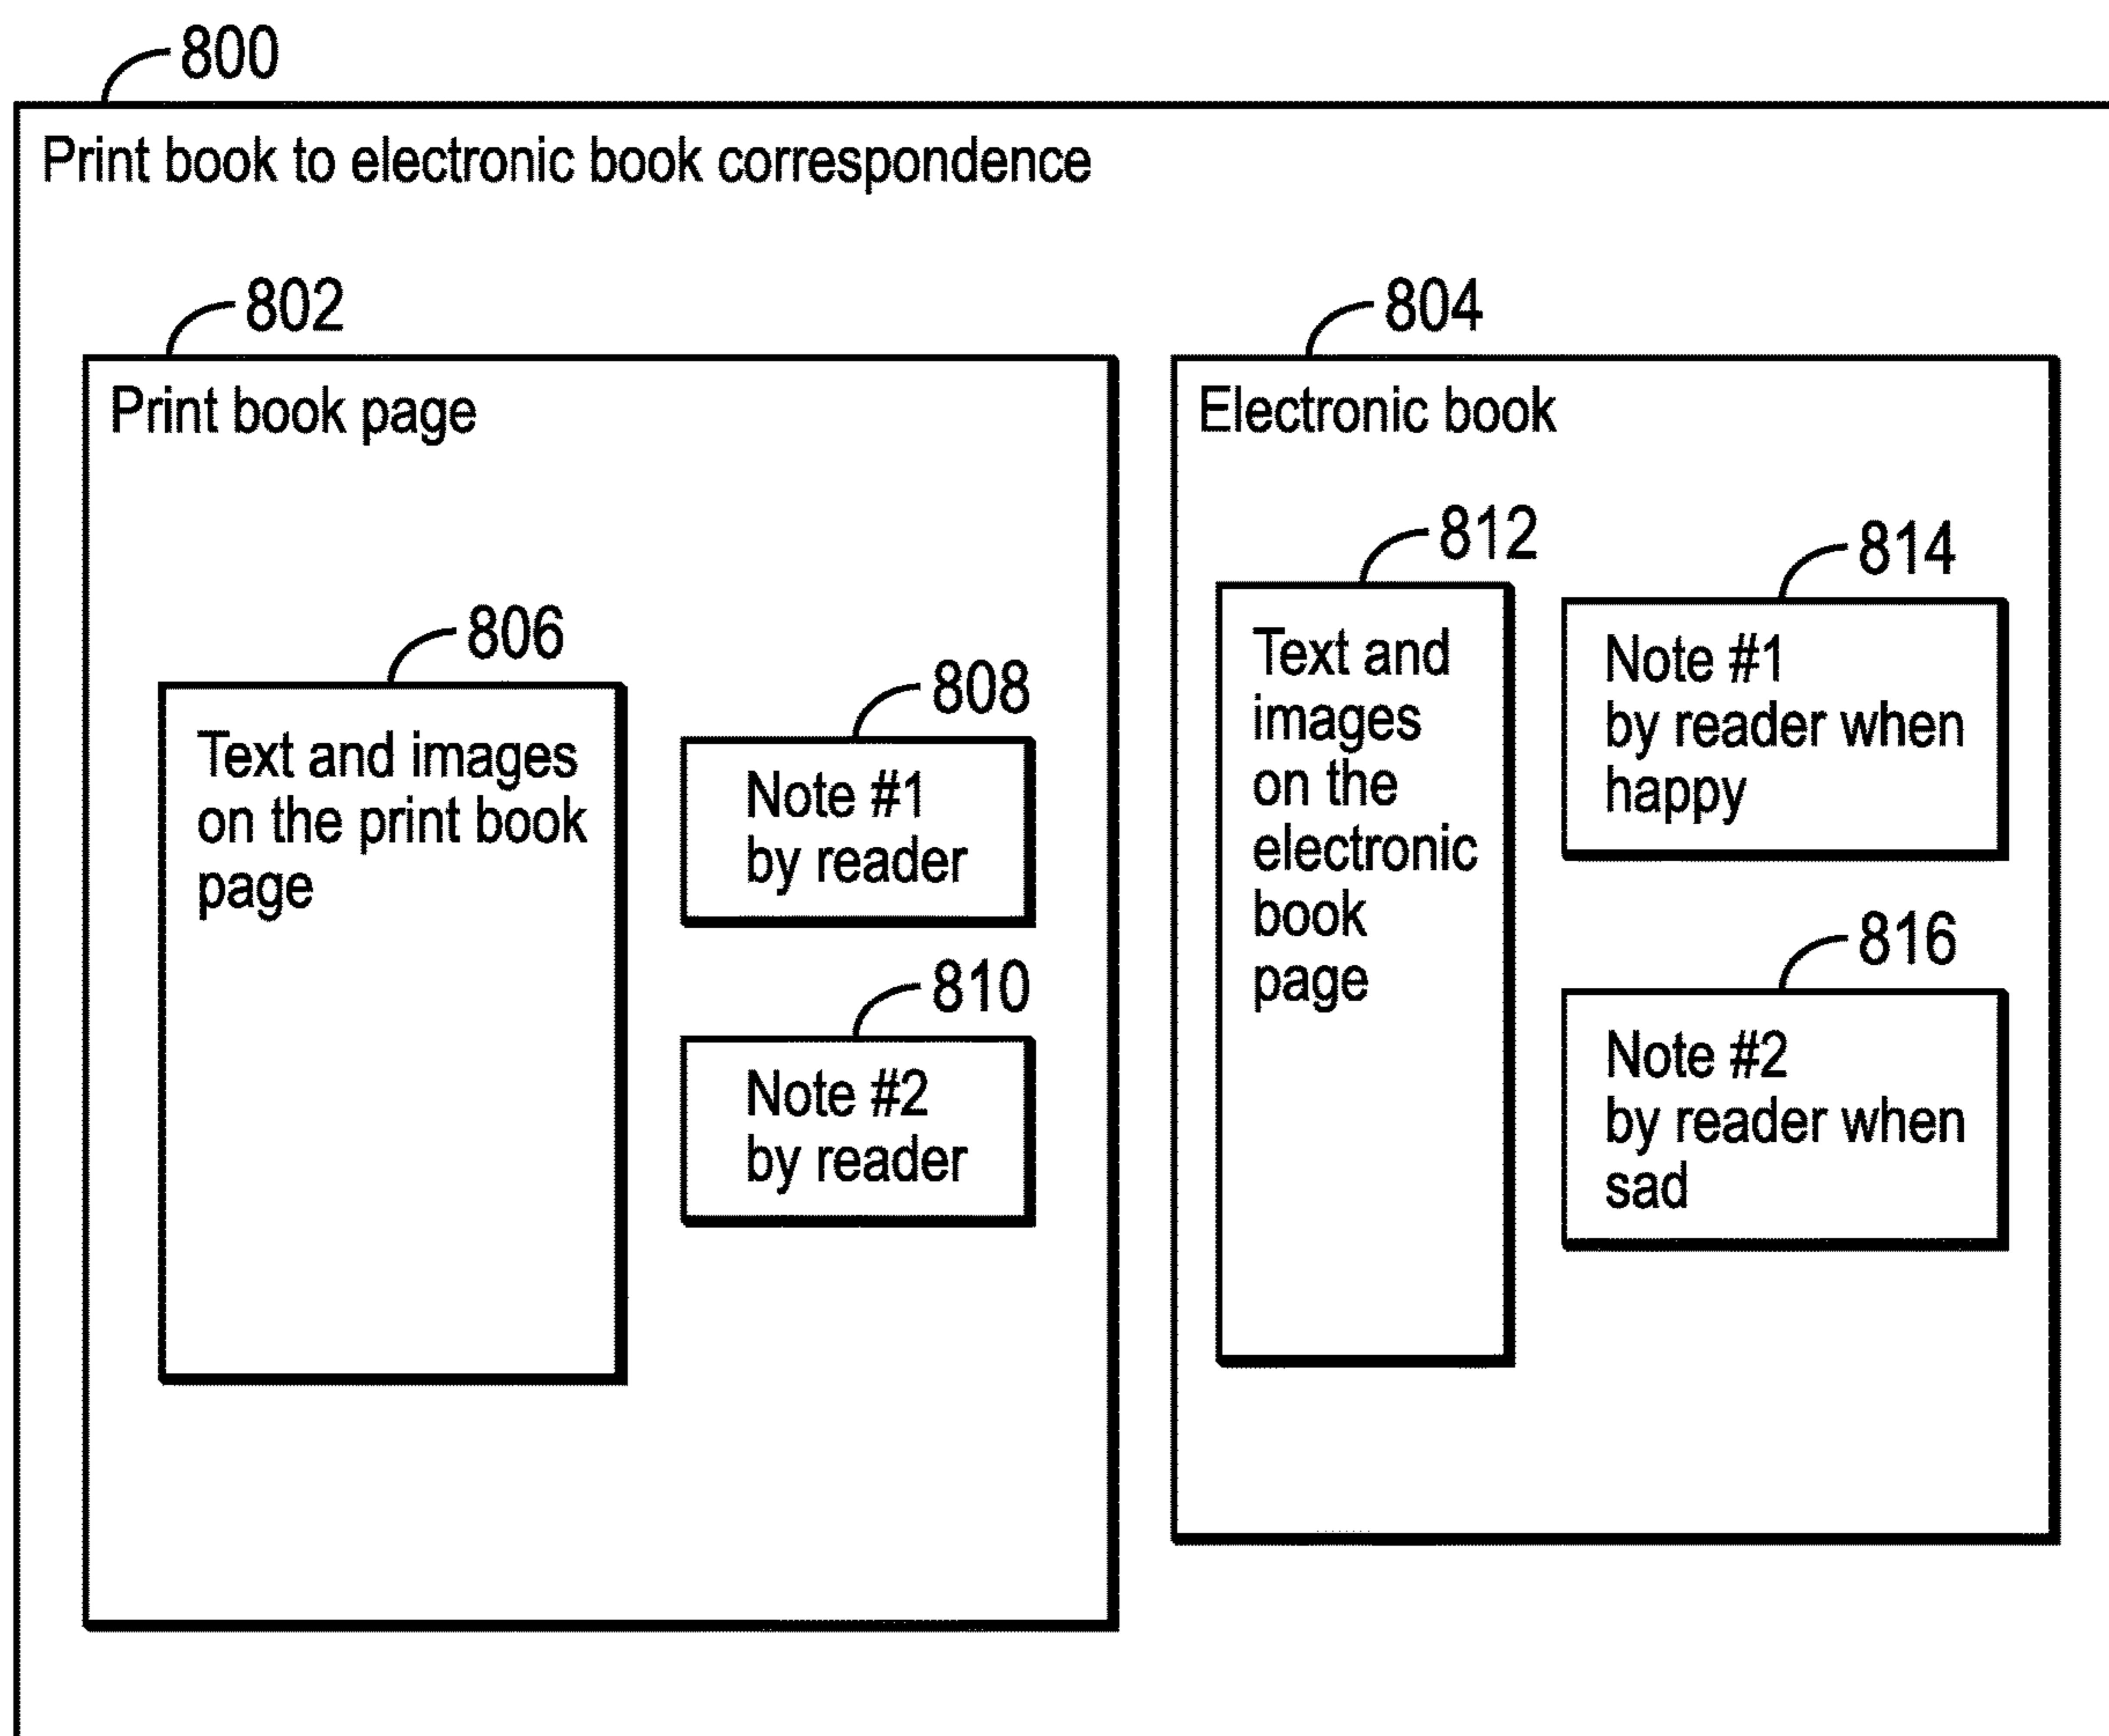 800
Print book to electronic book correspondence
802
Print book page
806
Text and images
on the print book
page
808
Note #1
by reader
810
Note #2
by reader
804
Electronic book
812
Text and
images
on the
electronic
book
page
814
Note #1
by reader when
happy
816
Note #2
by reader when
sad